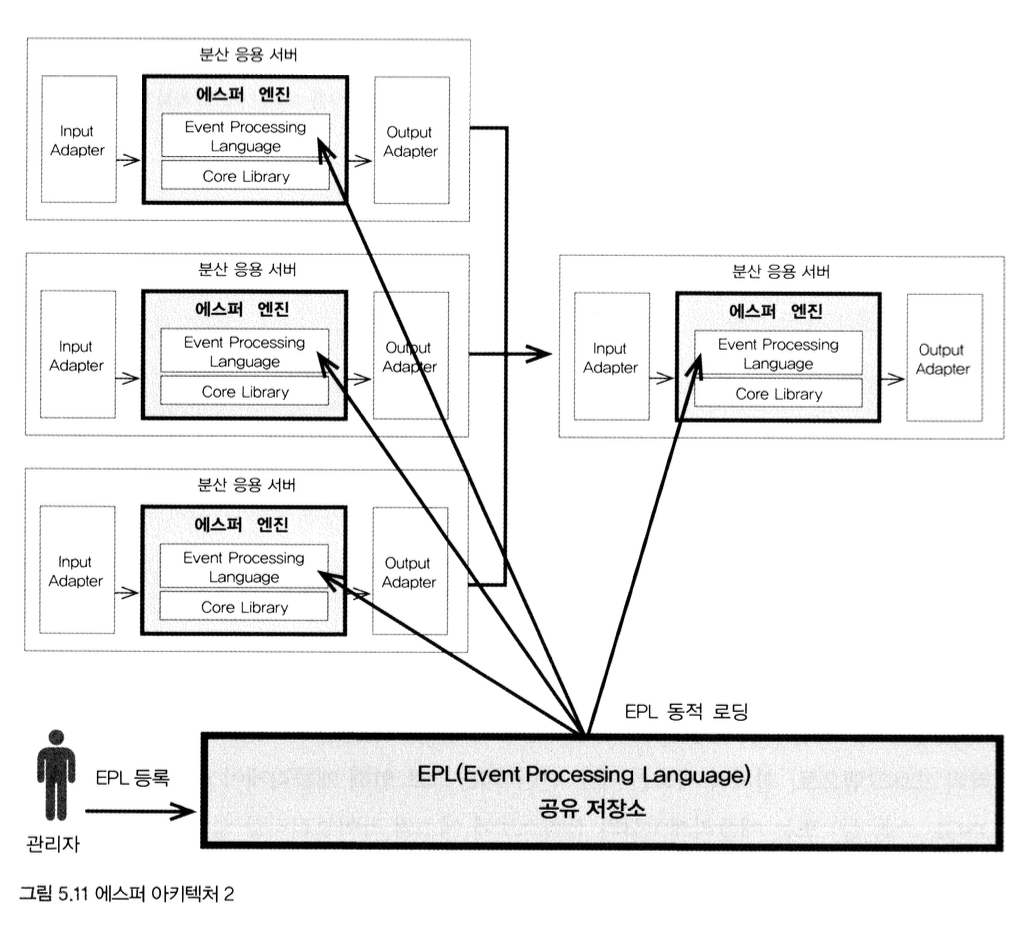 분산 응용 서버
에스퍼 엔진
Input
Adapter
Event Processing
Language
Core Library
Output
Adapter
분산 응용 서버
에스퍼 엔진
Input
Adapter
Event Processing
Language
Core Library
Output
Adapter
분산 응용 서버
에스퍼 엔진
Input
Adapter
Event Processing
Language
Core Library
Output
Adapter
분산 응용 서버
에스퍼 엔진
Input
Adapter
Event Processing
Language
Core Library
Output
Adapter
EPL 동적 로딩
EPL 등록
관리자
EPL(Event Processing Language)
공유 저장소
그림 5.11 에스퍼 아키텍처 2